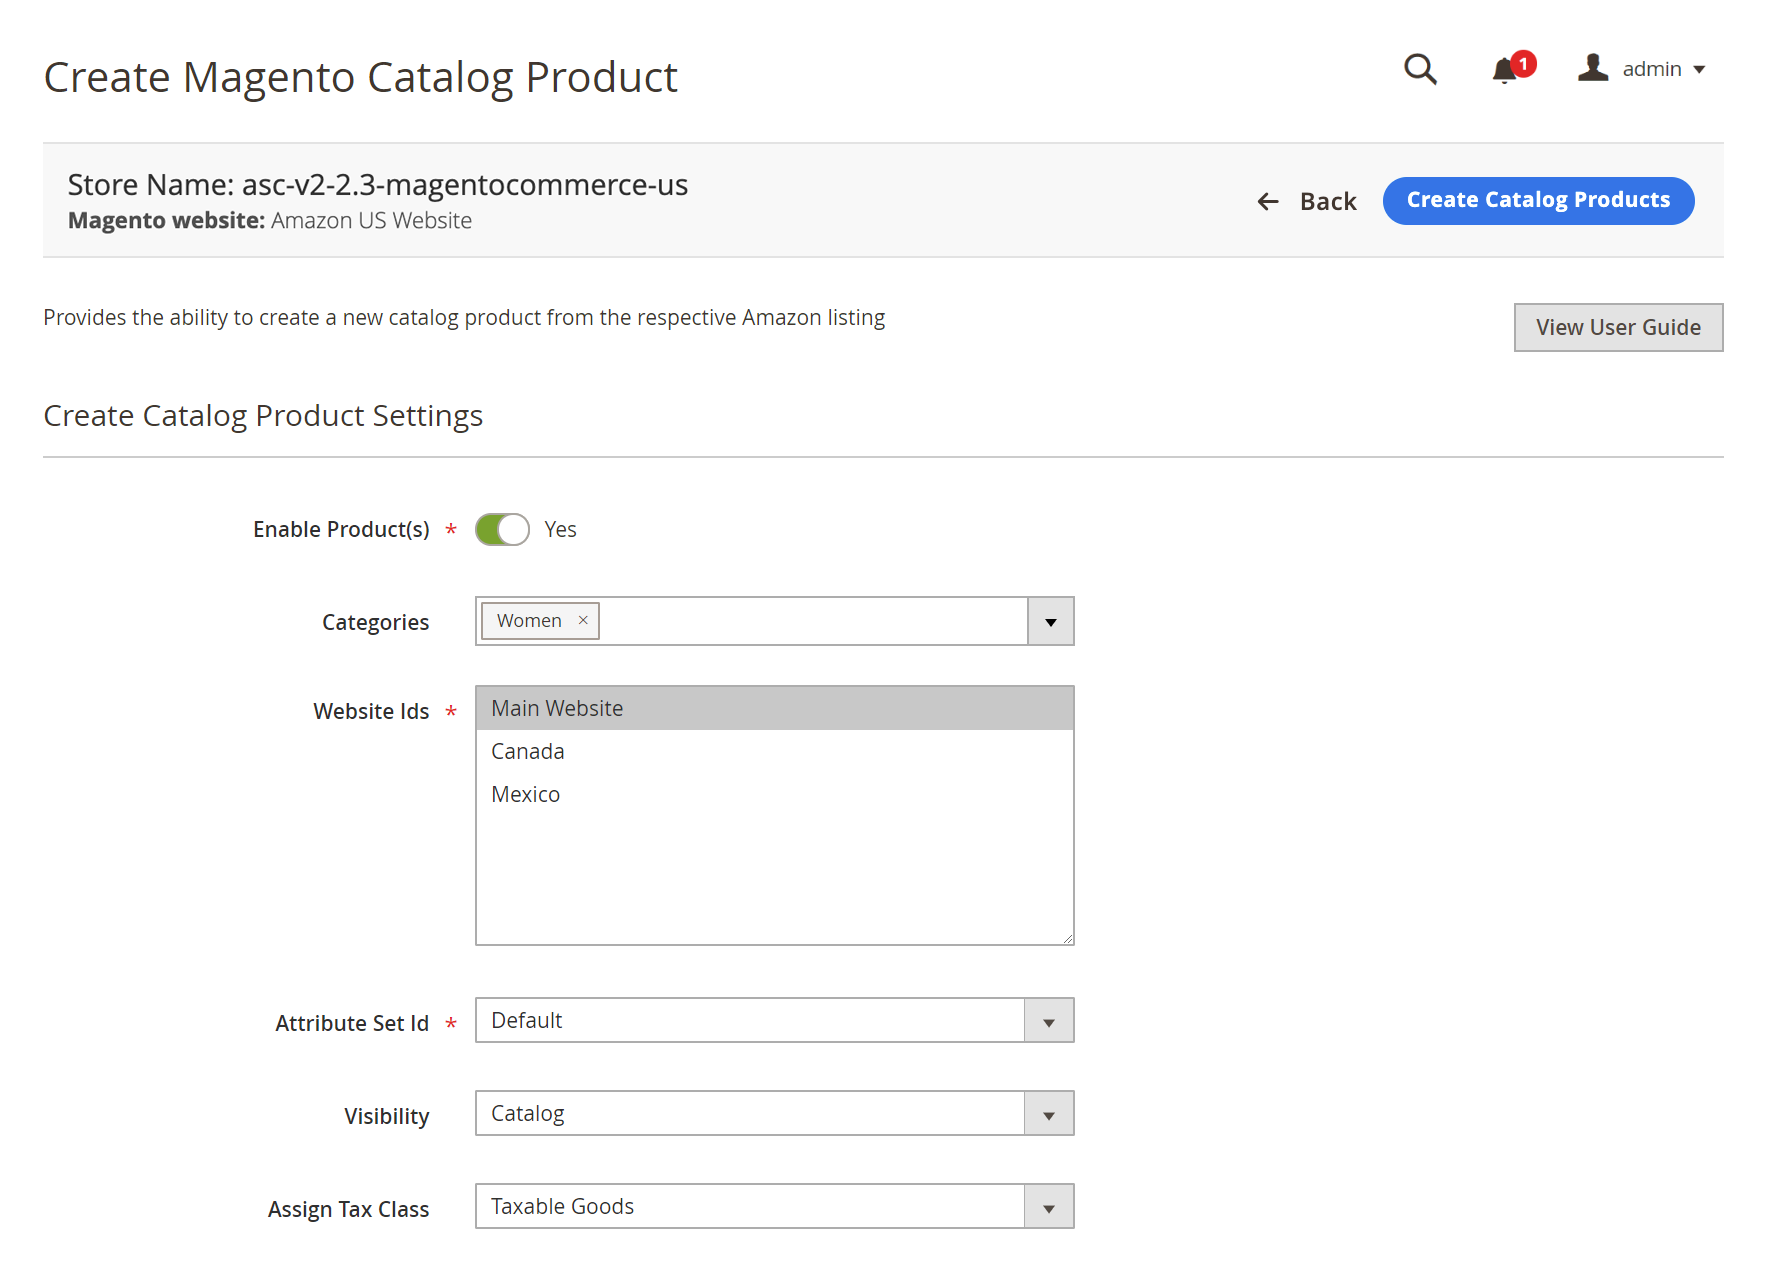 Create Magento Catalog Product
1
admin
Store Name: asc-v2-2.3-magentocommerce-us
Magento website: Amazon US Website
Back
Create Catalog Products
Provides the ability to create a new catalog product from the respective Amazon listing
View User Guide
Create Catalog Product Settings
Enable Product(s) * Yes
Categories Women ×
Website Ids * Main Website
Canada
Mexico
Attribute Set Id * Default
Visibility Catalog
Assign Tax Class Taxable Goods